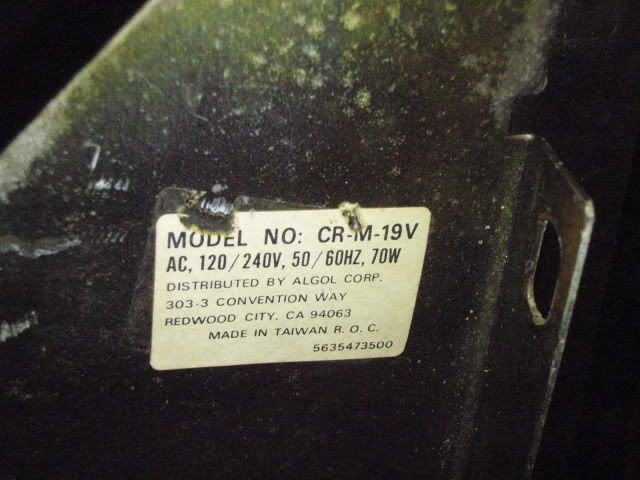 MODEL NO: CR-M-19V
AC, 120/240V, 50/60HZ, 70W
DISTRIBUTED BY ALGOL CORP.
303-3 CONVENTION WAY
REDWOOD CITY. CA 94063
MADE IN TAIWAN R. O. C.
5635473500